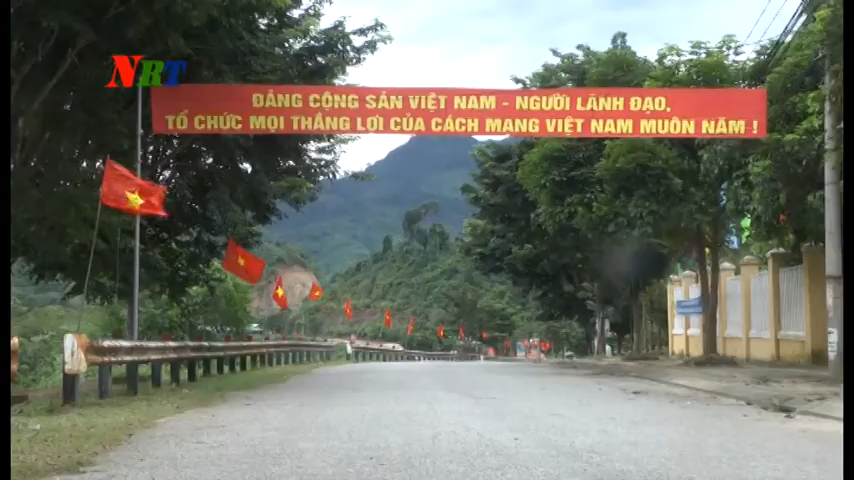 NRT
ĐẢNG CỘNG SẢN VIỆT NAM - NGƯỜI LÃNH ĐẠO,
TỔ CHỨC MỌI THẮNG LỢI CỦA CÁCH MẠNG VIỆT NAM MUÔN NĂM !